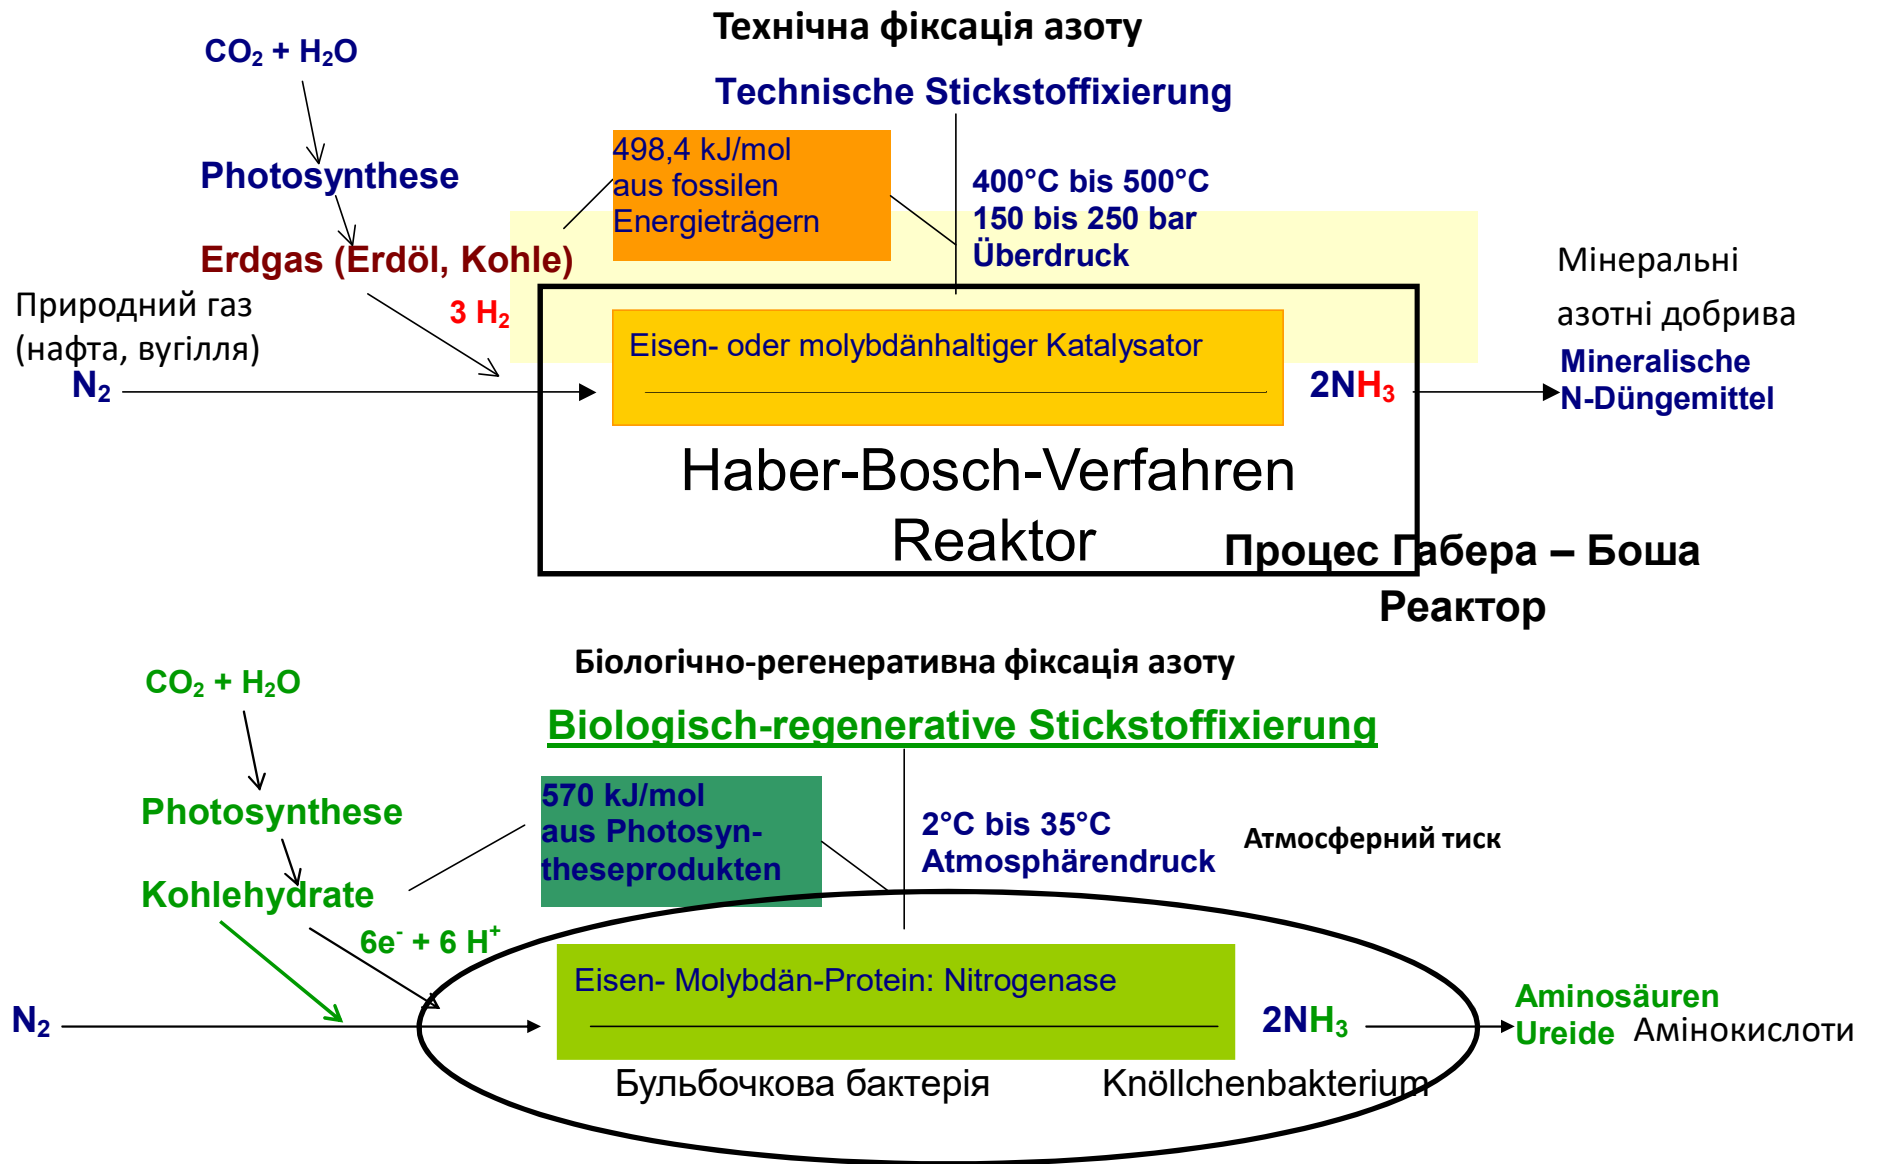 Технічна фіксація азоту
CO₂ + H₂O
Technische Stickstoffixierung
498,4 kJ/mol
aus fossilen
Energieträgern
Photosynthese
400°C bis 500°C
150 bis 250 bar
Überdruck
Erdgas (Erdöl, Kohle)
Природний газ
(нафта, вугілля)
3 H₂
Мінеральні
азотні добрива
Eisen- oder molybdänhaltiger Katalysator
N₂
2NH₃
Mineralische
N-Düngemittel
Haber-Bosch-Verfahren
Reaktor
Процес Габера – Боша
Реактор
Біологічно-регенеративна фіксація азоту
CO₂ + H₂O
Biologisch-regenerative Stickstoffixierung
570 kJ/mol
aus Photosyn-
theseprodukten
Photosynthese
2°C bis 35°C
Atmosphärendruck
Атмосферний тиск
Kohlehydrate
6e⁻ + 6 H⁺
Eisen- Molybdän-Protein: Nitrogenase
N₂
2NH₃
Aminosäuren
Ureide Амінокислоти
Бульбочкова бактерія Knöllchenbakterium